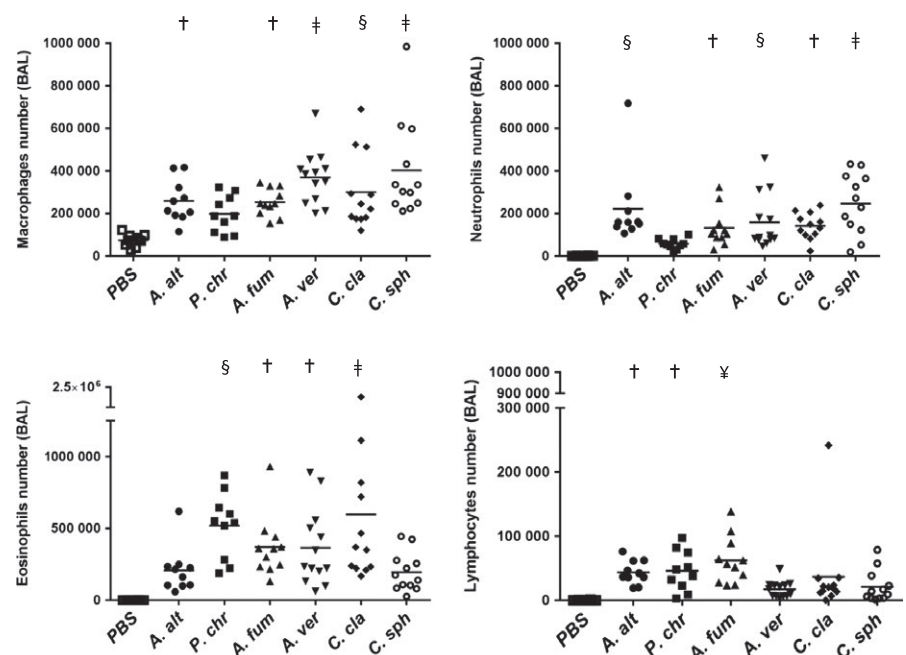 † † ‡ § ‡
Macrophages number (BAL)
1000 000
800 000
600 000
400 000
200 000
0
PBS A. alt P. chr A. fum A. ver C. cla C. sph
§ † § † ‡
Neutrophils number (BAL)
1000 000
800 000
600 000
400 000
200 000
0
PBS A. alt P. chr A. fum A. ver C. cla C. sph
§ † † ‡
Eosinophils number (BAL)
2.5×10⁶
1000 000
500 000
0
PBS A. alt P. chr A. fum A. ver C. cla C. sph
† † ¥
Lymphocytes number (BAL)
1000 000
900 000
300 000
200 000
100 000
0
PBS A. alt P. chr A. fum A. ver C. cla C. sph